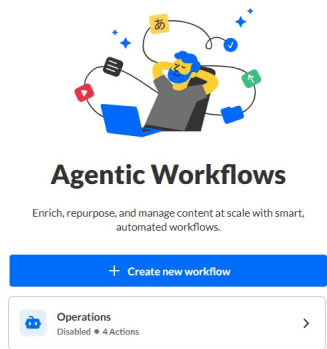 あ
Agentic Workflows
Enrich, repurpose, and manage content at scale with smart,
automated workflows.
+ Create new workflow
Operations
Disabled • 4 Actions